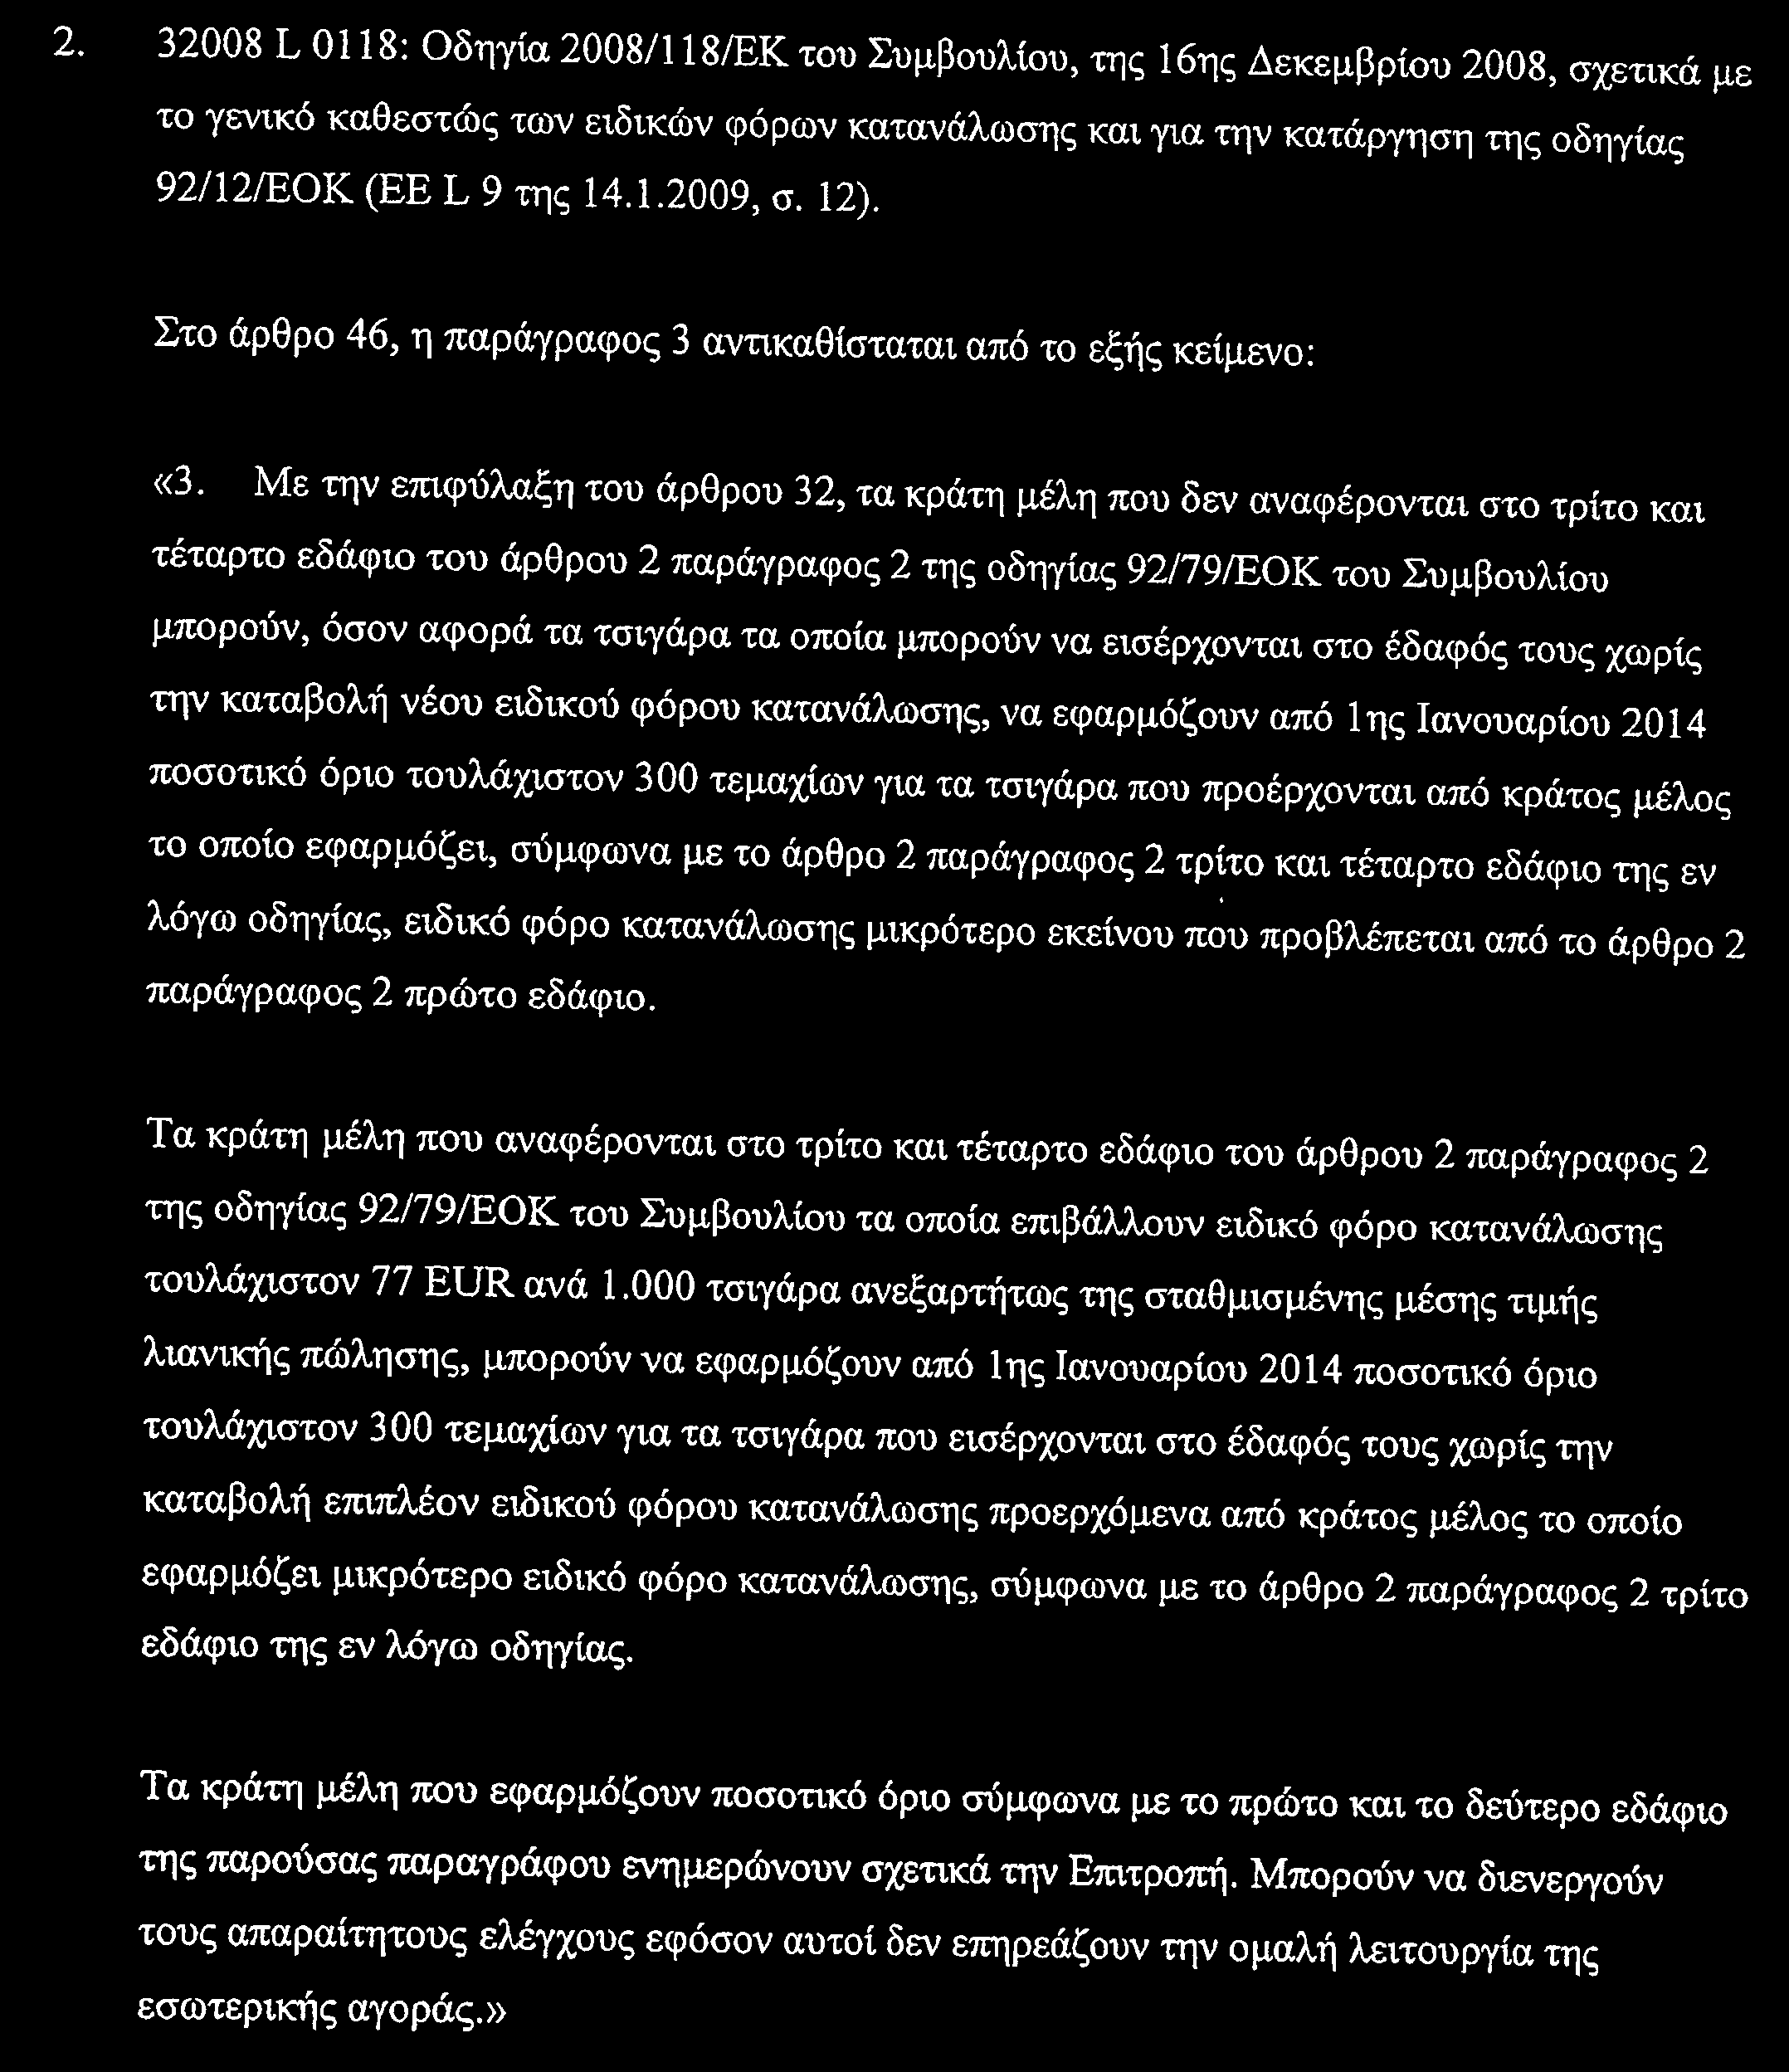 2. 32008 L 0118: Οδηγία 2008/118/ΕΚ του Συμβουλίου, της 16ης Δεκεμβρίου 2008, σχετικά με
το γενικό καθεστώς των ειδικών φόρων κατανάλωσης και για την κατάργηση της οδηγίας
92/12/ΕΟΚ (ΕΕ L 9 της 14.1.2009, σ. 12).
Στο άρθρο 46, η παράγραφος 3 αντικαθίσταται από το εξής κείμενο:
«3. Με την επιφύλαξη του άρθρου 32, τα κράτη μέλη που δεν αναφέρονται στο τρίτο και
τέταρτο εδάφιο του άρθρου 2 παράγραφος 2 της οδηγίας 92/79/ΕΟΚ του Συμβουλίου
μπορούν, όσον αφορά τα τσιγάρα τα οποία μπορούν να εισέρχονται στο έδαφός τους χωρίς
την καταβολή νέου ειδικού φόρου κατανάλωσης, να εφαρμόζουν από 1ης Ιανουαρίου 2014
ποσοτικό όριο τουλάχιστον 300 τεμαχίων για τα τσιγάρα που προέρχονται από κράτος μέλος
το οποίο εφαρμόζει, σύμφωνα με το άρθρο 2 παράγραφος 2 τρίτο και τέταρτο εδάφιο της εν
λόγω οδηγίας, ειδικό φόρο κατανάλωσης μικρότερο εκείνου που προβλέπεται από το άρθρο 2
παράγραφος 2 πρώτο εδάφιο.
Τα κράτη μέλη που αναφέρονται στο τρίτο και τέταρτο εδάφιο του άρθρου 2 παράγραφος 2
της οδηγίας 92/79/ΕΟΚ του Συμβουλίου τα οποία επιβάλλουν ειδικό φόρο κατανάλωσης
τουλάχιστον 77 EUR ανά 1.000 τσιγάρα ανεξαρτήτως της σταθμισμένης μέσης τιμής
λιανικής πώλησης, μπορούν να εφαρμόζουν από 1ης Ιανουαρίου 2014 ποσοτικό όριο
τουλάχιστον 300 τεμαχίων για τα τσιγάρα που εισέρχονται στο έδαφός τους χωρίς την
καταβολή επιπλέον ειδικού φόρου κατανάλωσης προερχόμενα από κράτος μέλος το οποίο
εφαρμόζει μικρότερο ειδικό φόρο κατανάλωσης, σύμφωνα με το άρθρο 2 παράγραφος 2 τρίτο
εδάφιο της εν λόγω οδηγίας.
Τα κράτη μέλη που εφαρμόζουν ποσοτικό όριο σύμφωνα με το πρώτο και το δεύτερο εδάφιο
της παρούσας παραγράφου ενημερώνουν σχετικά την Επιτροπή. Μπορούν να διενεργούν
τους απαραίτητους ελέγχους εφόσον αυτοί δεν επηρεάζουν την ομαλή λειτουργία της
εσωτερικής αγοράς.»